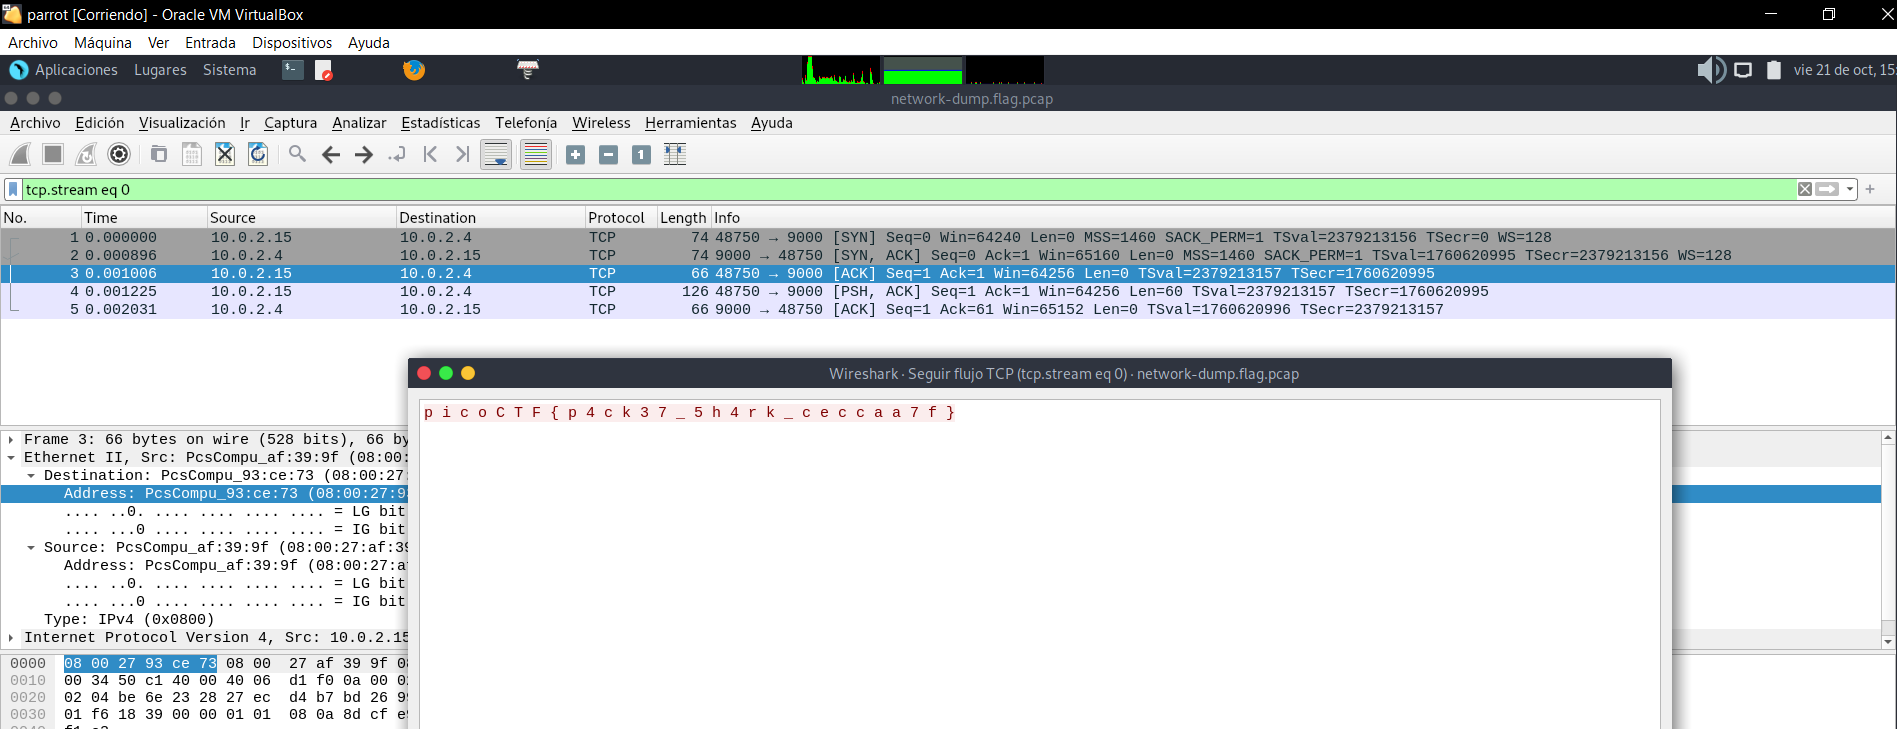 parrot [Corriendo] - Oracle VM VirtualBox
Archivo Máquina Ver Entrada Dispositivos Ayuda
Aplicaciones Lugares Sistema vie 21 de oct, 15:
network-dump.flag.pcap
Archivo Edición Visualización Ir Captura Analizar Estadísticas Telefonía Wireless Herramientas Ayuda
tcp.stream eq 0
No. Time Source Destination Protocol Length Info
1 0.000000 10.0.2.15 10.0.2.4 TCP 74 48750 → 9000 [SYN] Seq=0 Win=64240 Len=0 MSS=1460 SACK_PERM=1 TSval=2379213156 TSecr=0 WS=128
2 0.000896 10.0.2.4 10.0.2.15 TCP 74 9000 → 48750 [SYN, ACK] Seq=0 Ack=1 Win=65160 Len=0 MSS=1460 SACK_PERM=1 TSval=1760620995 TSecr=2379213156 WS=128
3 0.001006 10.0.2.15 10.0.2.4 TCP 66 48750 → 9000 [ACK] Seq=1 Ack=1 Win=64256 Len=0 TSval=2379213157 TSecr=1760620995
4 0.001225 10.0.2.15 10.0.2.4 TCP 126 48750 → 9000 [PSH, ACK] Seq=1 Ack=1 Win=64256 Len=60 TSval=2379213157 TSecr=1760620995
5 0.002031 10.0.2.4 10.0.2.15 TCP 66 9000 → 48750 [ACK] Seq=1 Ack=61 Win=65152 Len=0 TSval=1760620996 TSecr=2379213157
Wireshark · Seguir flujo TCP (tcp.stream eq 0) · network-dump.flag.pcap
p i c o C T F { p 4 c k 3 7 _ 5 h 4 r k _ c e c c a a 7 f }
Frame 3: 66 bytes on wire (528 bits), 66 by
Ethernet II, Src: PcsCompu_af:39:9f (08:00:
Destination: PcsCompu_93:ce:73 (08:00:27:
Address: PcsCompu_93:ce:73 (08:00:27:9
.... ..0. .... .... .... .... = LG bit
.... ...0 .... .... .... .... = IG bit
Source: PcsCompu_af:39:9f (08:00:27:af:39
Address: PcsCompu_af:39:9f (08:00:27:a
.... ..0. .... .... .... .... = LG bit
.... ...0 .... .... .... .... = IG bit
Type: IPv4 (0x0800)
Internet Protocol Version 4, Src: 10.0.2.15
0000 08 00 27 93 ce 73 08 00 27 af 39 9f 08
0010 00 34 50 c1 40 00 40 06 d1 f0 0a 00 02
0020 02 04 be 6e 23 28 27 ec d4 b7 bd 26 99
0030 01 f6 18 39 00 00 01 01 08 0a 8d cf e9